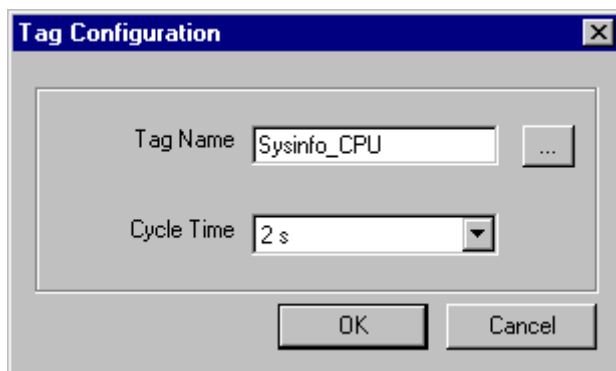 Tag Configuration
Tag Name Sysinfo_CPU ...
Cycle Time 2 s
OK Cancel